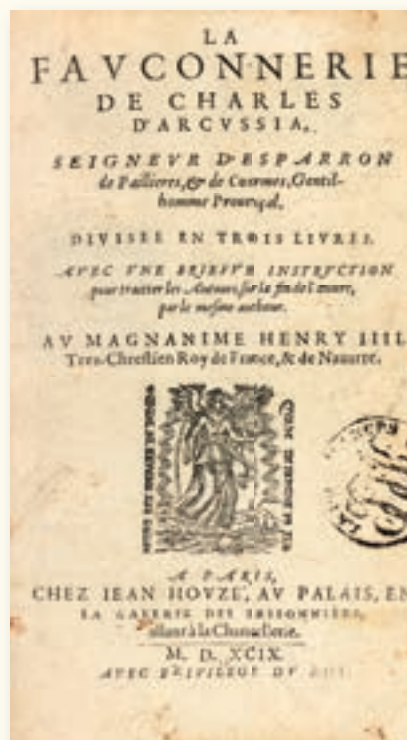 LA
FAVCONNERIE
DE CHARLES
D'ARCVSSIA,
SEIGNEVR D'ESPARRON
de Pallieres, & de Courmes, Gentil-
homme Prouençal,
DIVISEE EN TROIS LIVRES.
AVEC VNE BRIEFVE INSTRVCTION
pour traitter les Autours, sur la fin de l'œuure,
par le mesme autheur.
AV MAGNANIME HENRY IIII.
Tres-Chrestien Roy de France, & de Nauarre.
A PARIS,
CHEZ IEAN HOVZE', AV PALAIS, EN
LA GALERIE DES PRISONNIERS,
allant à la Chancellerie.
M. D. XCIX.
AVEC PRIVILEGE DV